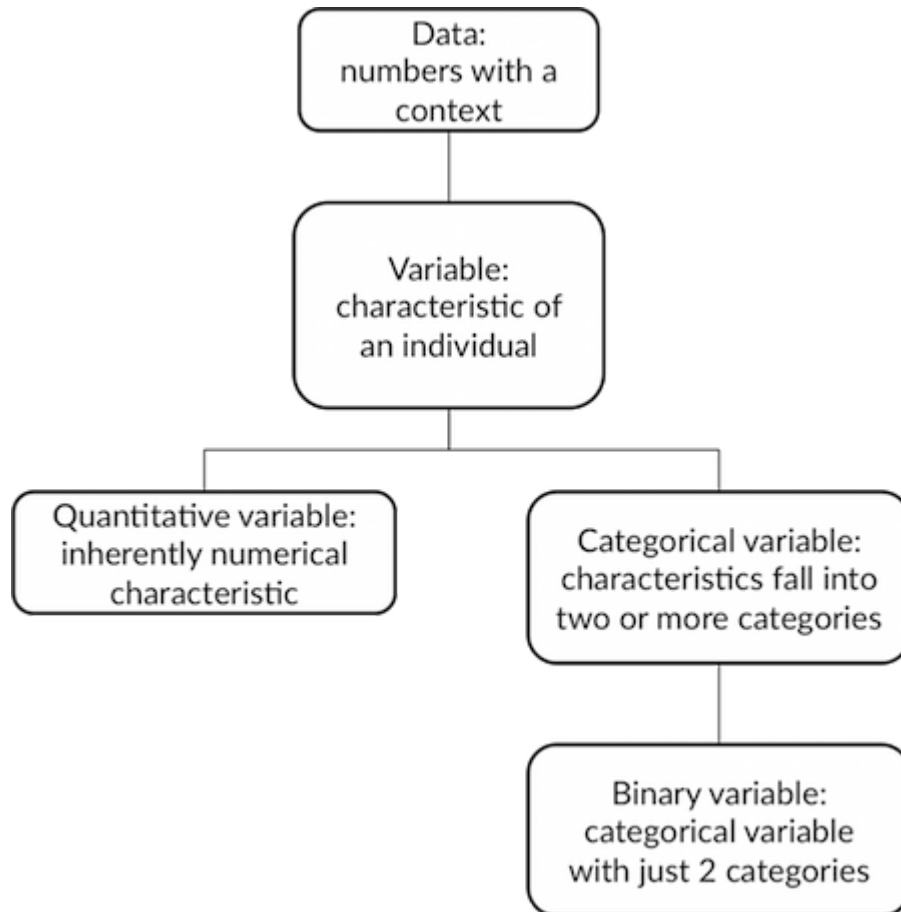 Data:
numbers with a
context
Variable:
characteristic of
an individual
Quantitative variable:
inherently numerical
characteristic
Categorical variable:
characteristics fall into
two or more categories
Binary variable:
categorical variable
with just 2 categories